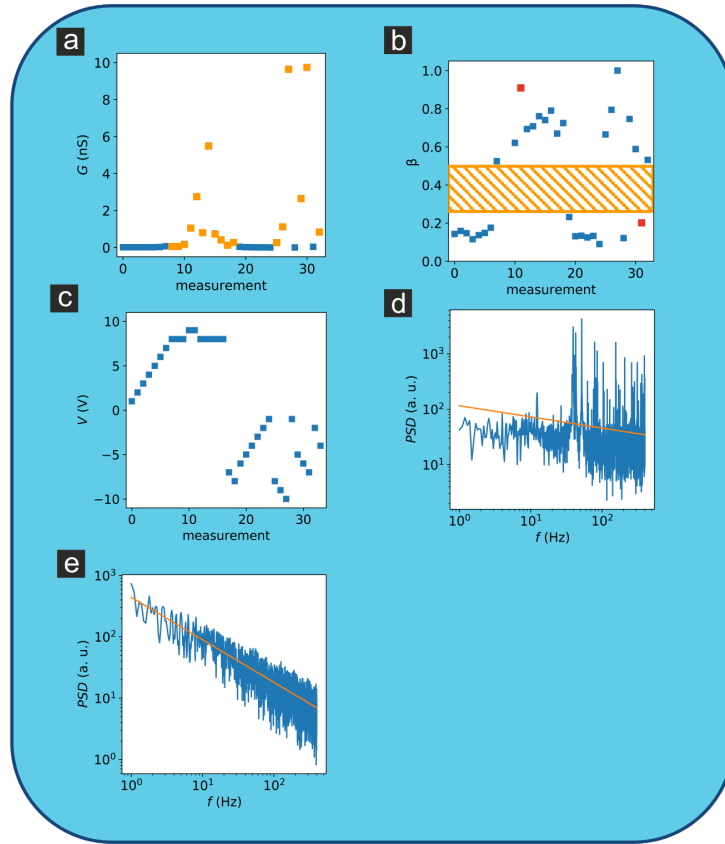 a
10
8
6
4
2
0
G (nS)
0 10 20 30
measurement
b
1.0
0.8
0.6
0.4
0.2
0.0
β
0 10 20 30
measurement
c
10
5
0
−5
−10
V (V)
0 10 20 30
measurement
d
10³
10²
10¹
PSD (a. u.)
10⁰ 10¹ 10²
f (Hz)
e
10³
10²
10¹
10⁰
PSD (a. u.)
10⁰ 10¹ 10²
f (Hz)